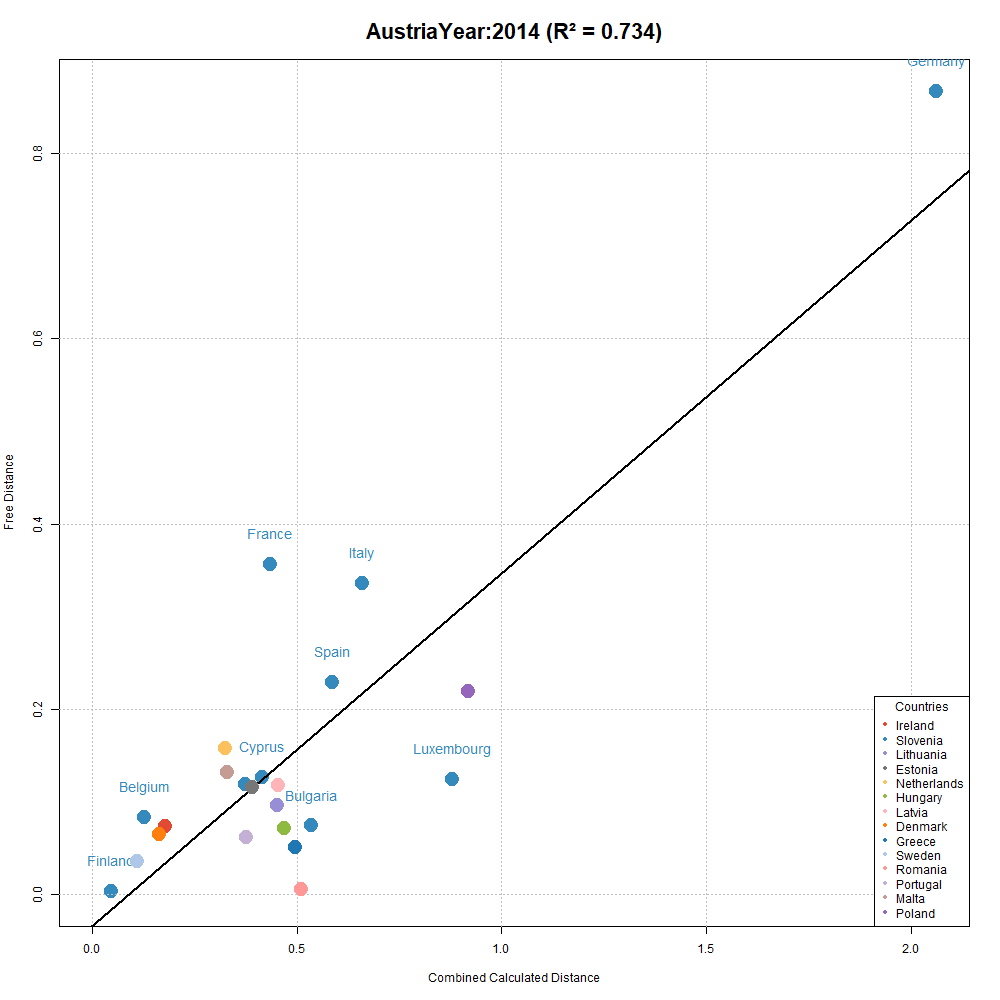 AustriaYear:2014 (R² = 0.734)
Germany
0.8
0.6
Free Distance
0.4
France
Italy
Spain
0.2
Cyprus
Luxembourg
Belgium
Bulgaria
Finland
0.0
Countries
Ireland
Slovenia
Lithuania
Estonia
Netherlands
Hungary
Latvia
Denmark
Greece
Sweden
Romania
Portugal
Malta
Poland
0.0 0.5 1.0 1.5 2.0
Combined Calculated Distance